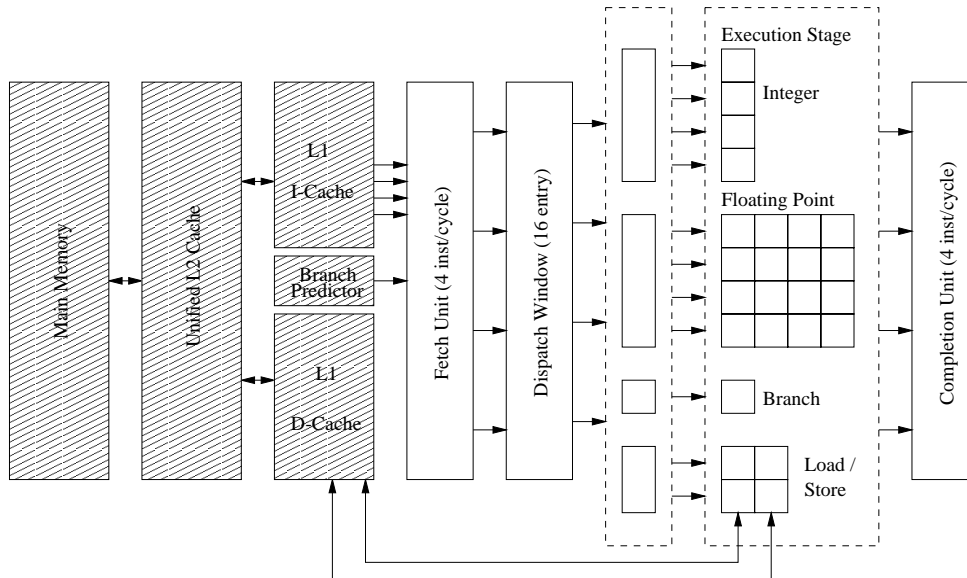 Main Memory
Unified L2 Cache
L1
I-Cache
Branch
Predictor
L1
D-Cache
Fetch Unit (4 inst/cycle)
Dispatch Window (16 entry)
Execution Stage
Integer
Floating Point
Branch
Load /
Store
Completion Unit (4 inst/cycle)